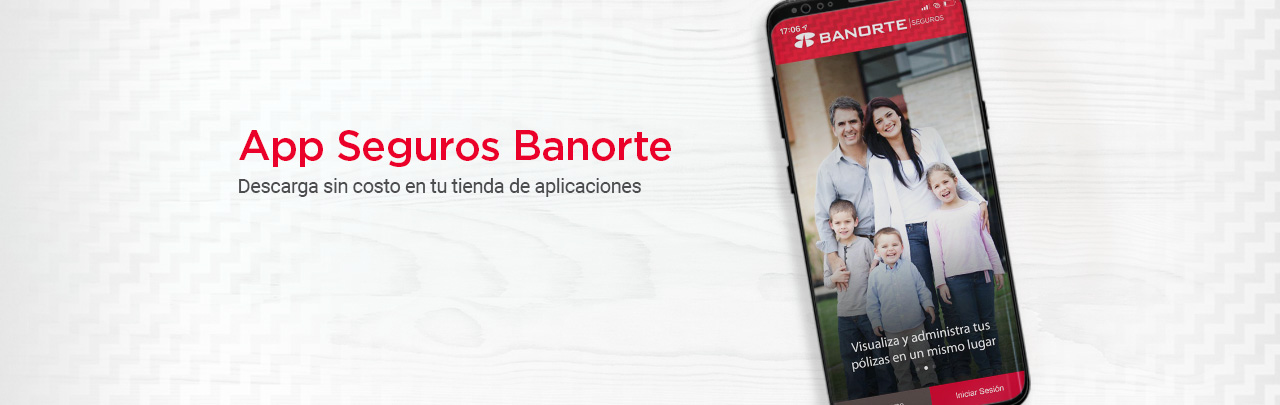 App Seguros Banorte
Descarga sin costo en tu tienda de aplicaciones
17:06
BANORTE | SEGUROS
Visualiza y administra tus
pólizas en un mismo lugar
Iniciar Sesión